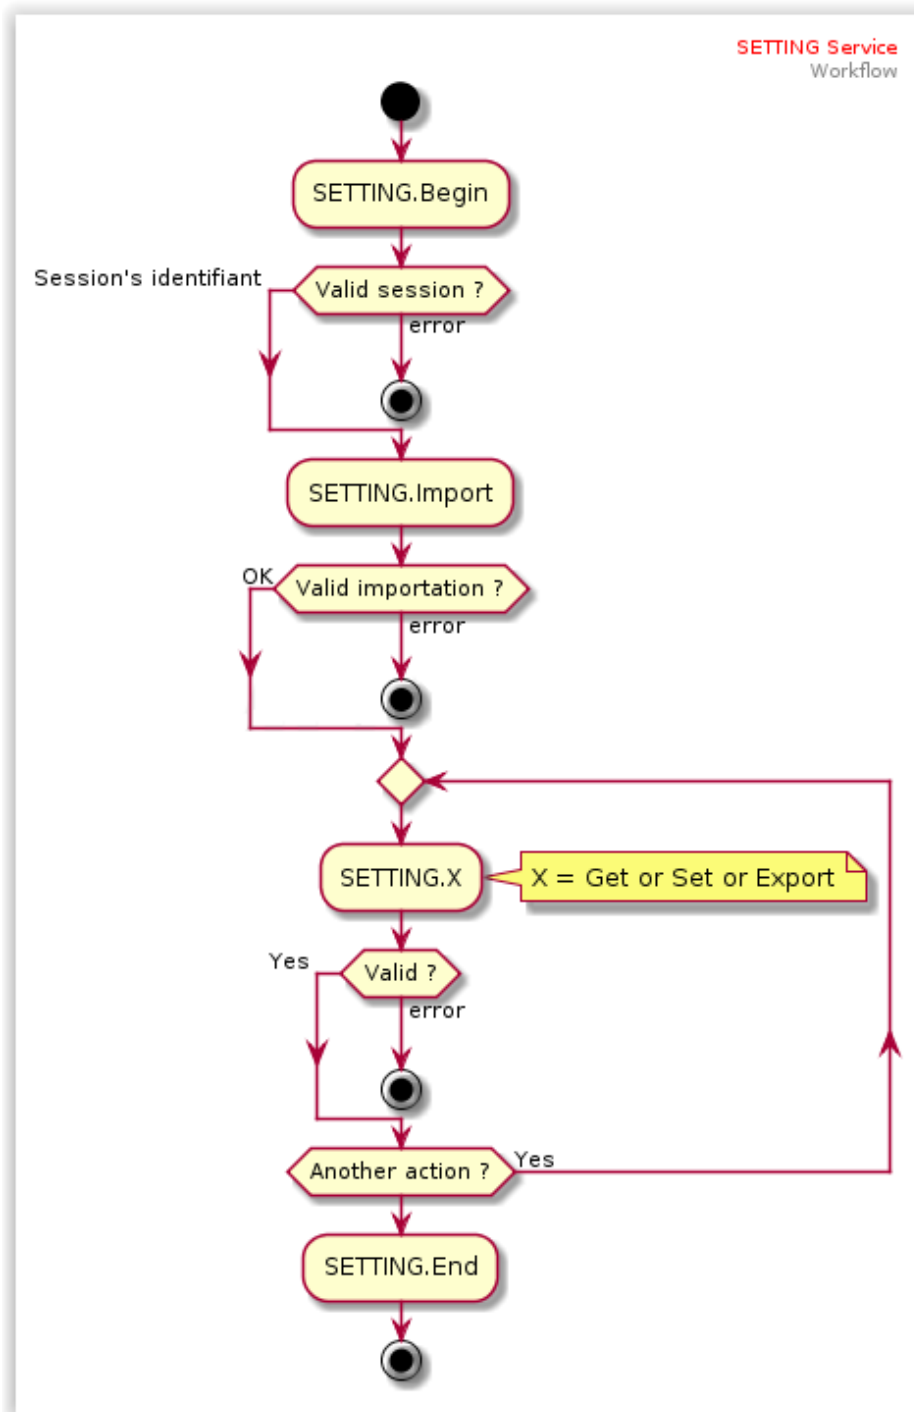 SETTING Service
Workflow
SETTING.Begin
Session's identifiant
Valid session ?
error
SETTING.Import
OK
Valid importation ?
error
SETTING.X
X = Get or Set or Export
Yes
Valid ?
error
Another action ?
Yes
SETTING.End